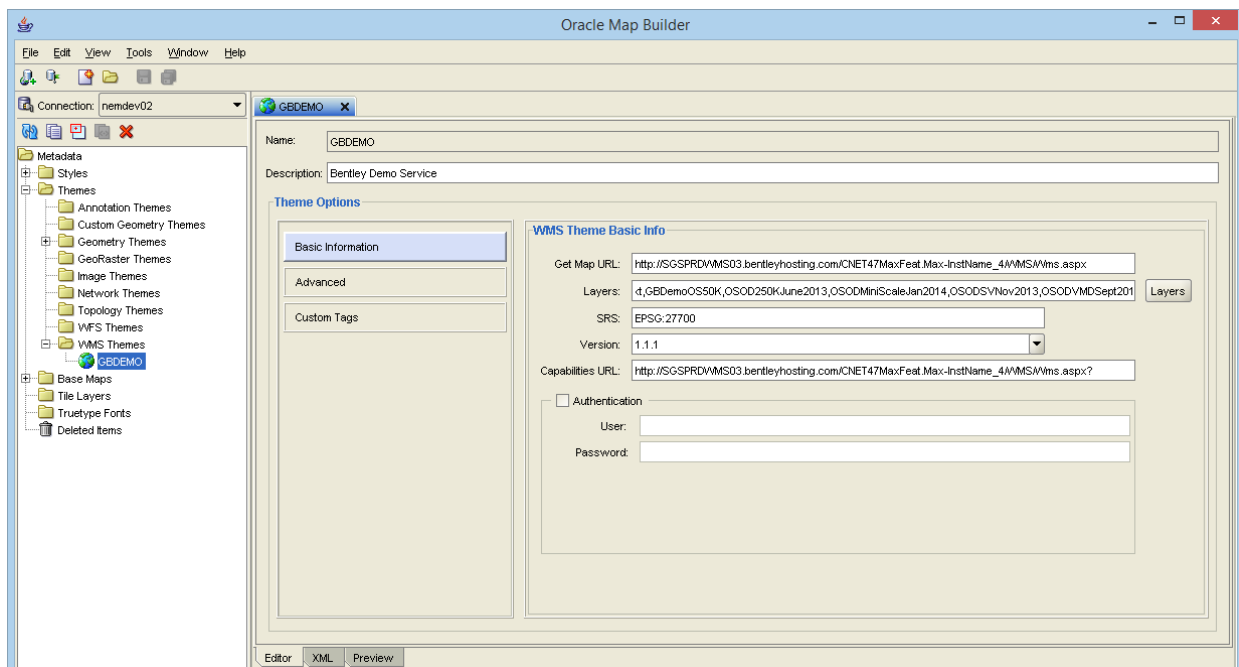 Oracle Map Builder
File Edit View Tools Window Help
Connection: nemdev02
GBDEMO
Metadata
Styles
Themes
Annotation Themes
Custom Geometry Themes
Geometry Themes
GeoRaster Themes
Image Themes
Network Themes
Topology Themes
WFS Themes
WMS Themes
GBDEMO
Base Maps
Tile Layers
Truetype Fonts
Deleted Items
Name: GBDEMO
Description: Bentley Demo Service
Theme Options
Basic Information
Advanced
Custom Tags
WMS Theme Basic Info
Get Map URL: http://SGSPRDWMS03.bentleyhosting.com/CNET47MaxFeat.Max-InstName_4/WMS/Wms.aspx
Layers: t,GBDemoOS50K,OSOD250KJune2013,OSODMiniScaleJan2014,OSODSVNov2013,OSODVMDSept201 Layers
SRS: EPSG:27700
Version: 1.1.1
Capabilities URL: http://SGSPRDWMS03.bentleyhosting.com/CNET47MaxFeat.Max-InstName_4/WMS/Wms.aspx?
Authentication
User:
Password:
Editor XML Preview